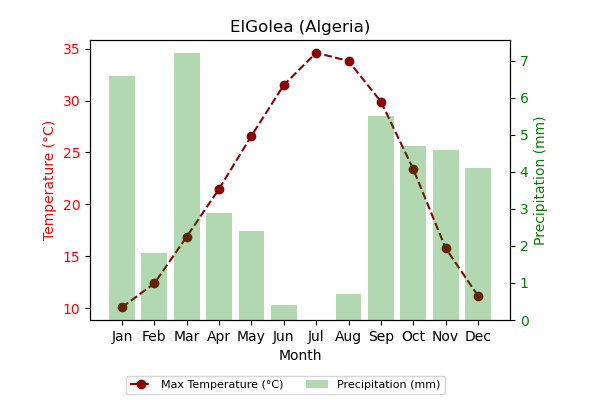 ElGolea (Algeria)
35
30
25
20
15
10
Temperature (°C)
7
6
5
4
3
2
1
0
Precipitation (mm)
Jan Feb Mar Apr May Jun Jul Aug Sep Oct Nov Dec
Month
Max Temperature (°C) Precipitation (mm)